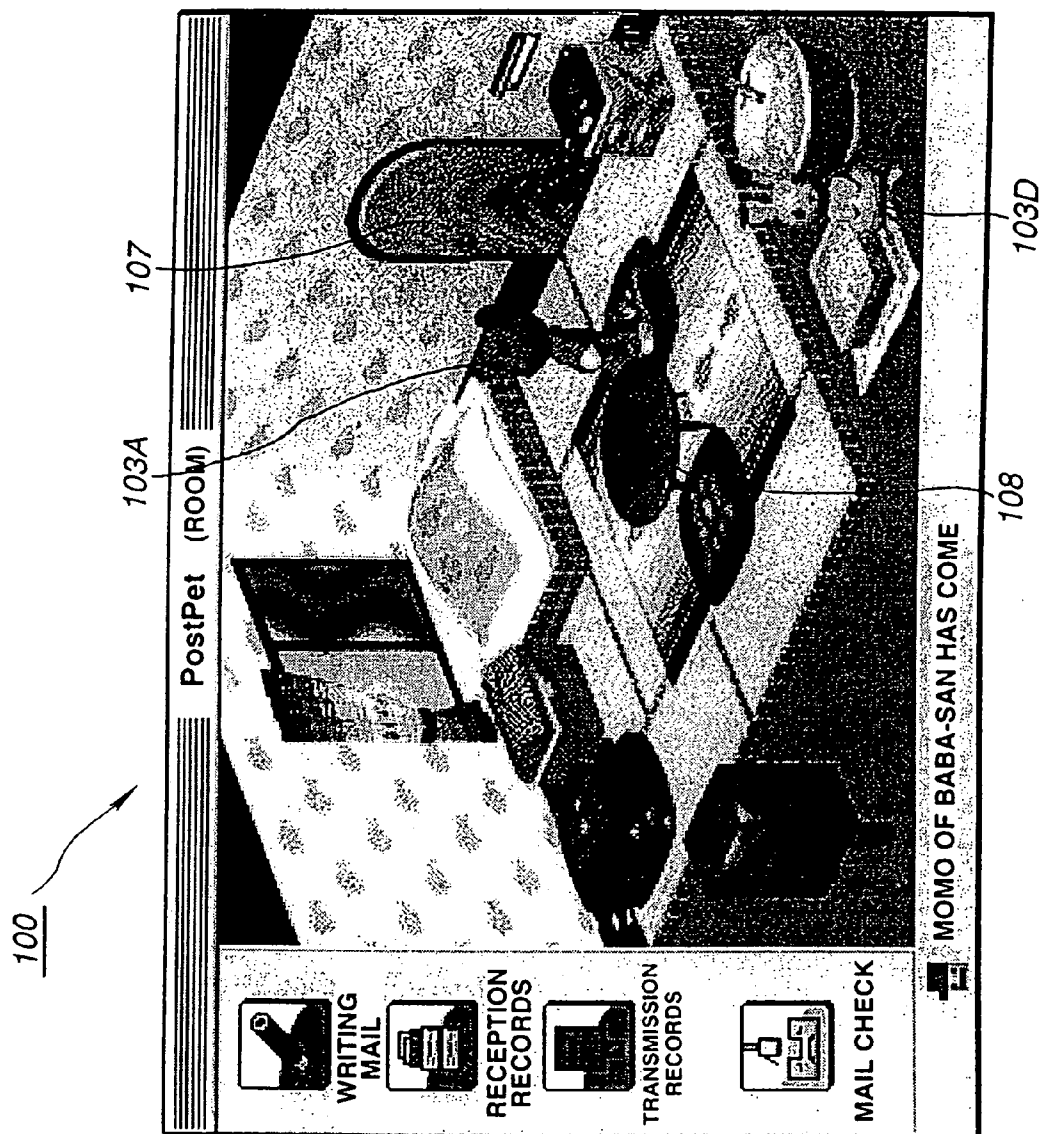 100
PostPet (ROOM)
103A
107
WRITING
MAIL
RECEPTION
RECORDS
TRANSMISSION
RECORDS
MAIL CHECK
MOMO OF BABA-SAN HAS COME
108
103D